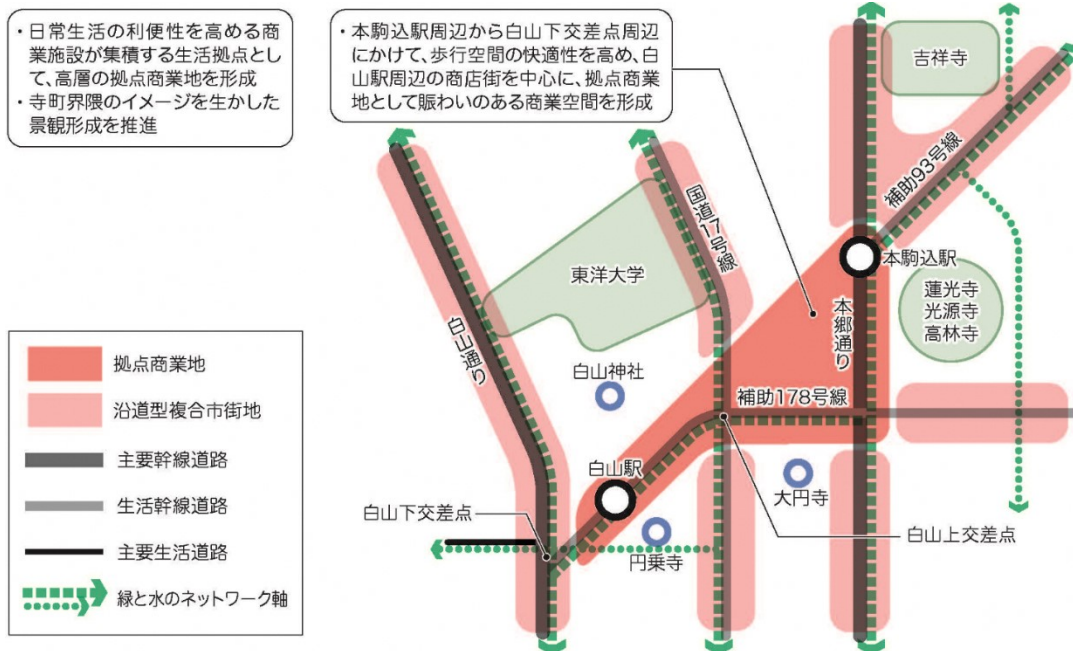 ・日常生活の利便性を高める商
業施設が集積する生活拠点とし
て、高層の拠点商業地を形成
・寺町界隈のイメージを生かした
景観形成を推進
・本駒込駅周辺から白山下交差点周辺
にかけて、歩行空間の快適性を高め、白
山駅周辺の商店街を中心に、拠点商業
地として賑わいのある商業空間を形成
吉祥寺
補助93号線
国道17号線
東洋大学
本駒込駅
蓮光寺
光源寺
高林寺
白山通り
本郷通り
白山神社
補助178号線
白山駅
大円寺
白山下交差点
円乗寺
白山上交差点
拠点商業地
沿道型複合市街地
主要幹線道路
生活幹線道路
主要生活道路
緑と水のネットワーク軸